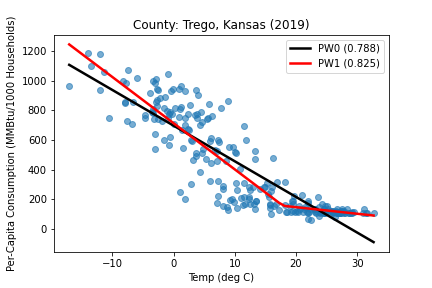 County: Trego, Kansas (2019)
Per-Capita Consumption (MMBtu/1000 Households)
1200
1000
800
600
400
200
0
PW0 (0.788)
PW1 (0.825)
−10 0 10 20 30
Temp (deg C)